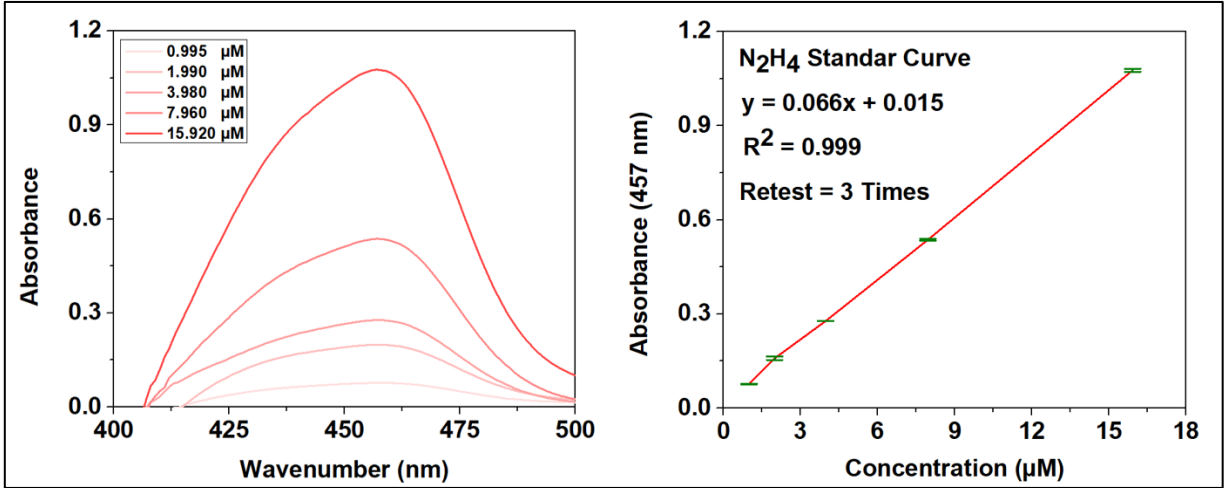 1.2
0.9
0.6
0.3
0.0
Absorbance
0.995 µM
1.990 µM
3.980 µM
7.960 µM
15.920 µM
400 425 450 475 500
Wavenumber (nm)
1.2
0.9
0.6
0.3
0.0
Absorbance (457 nm)
N₂H₄ Standar Curve
y = 0.066x + 0.015
R² = 0.999
Retest = 3 Times
0 3 6 9 12 15 18
Concentration (µM)